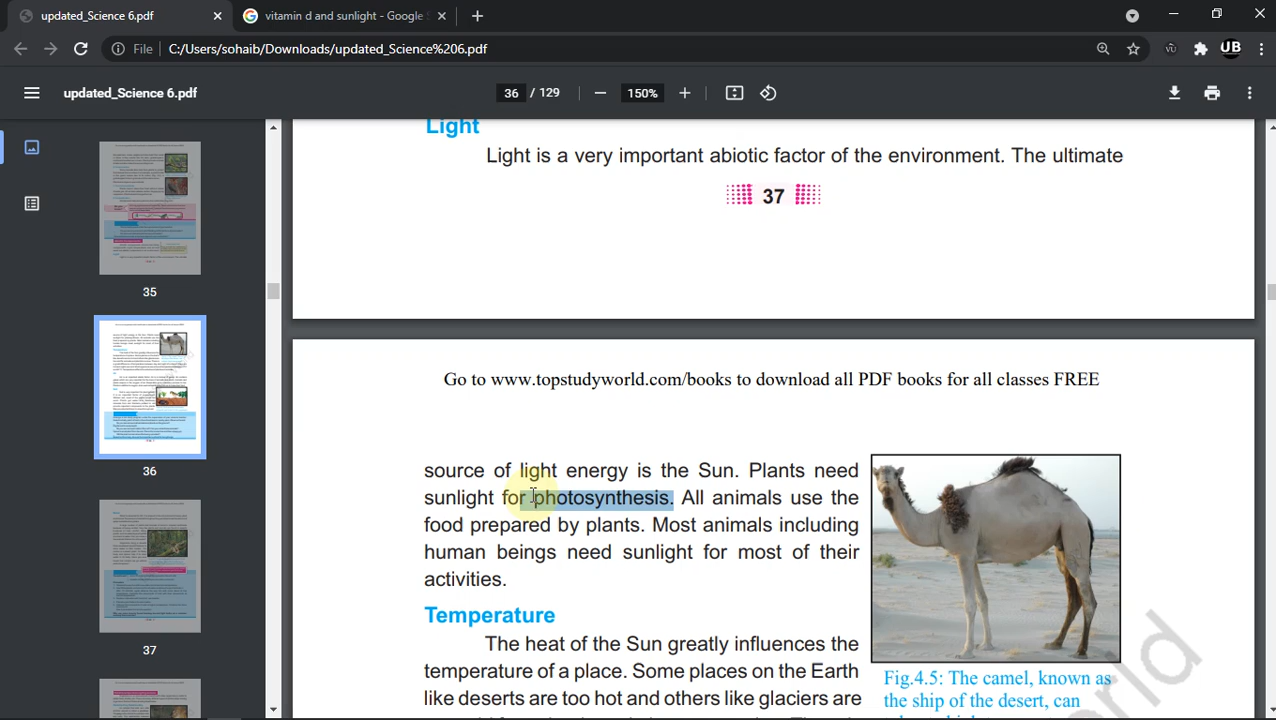 updated_Science 6.pdf
vitamin d and sunlight - Google S
File
C:/Users/sohaib/Downloads/updated_Science%206.pdf
UB
updated_Science 6.pdf
36 / 129
150%
35
36
37
Light
Light is a very important abiotic factor of the environment. The ultimate
37
Go to www.topstudyworld.com/books to download all PDF books for all classes FREE
source of light energy is the Sun. Plants need
sunlight for photosynthesis. All animals use the
food prepared by plants. Most animals including
human beings need sunlight for most of their
activities.
Temperature
The heat of the Sun greatly influences the
temperature of a place. Some places on the Earth
like deserts are too hot and others like glaciers are
Fig.4.5: The camel, known as
the ship of the desert, can